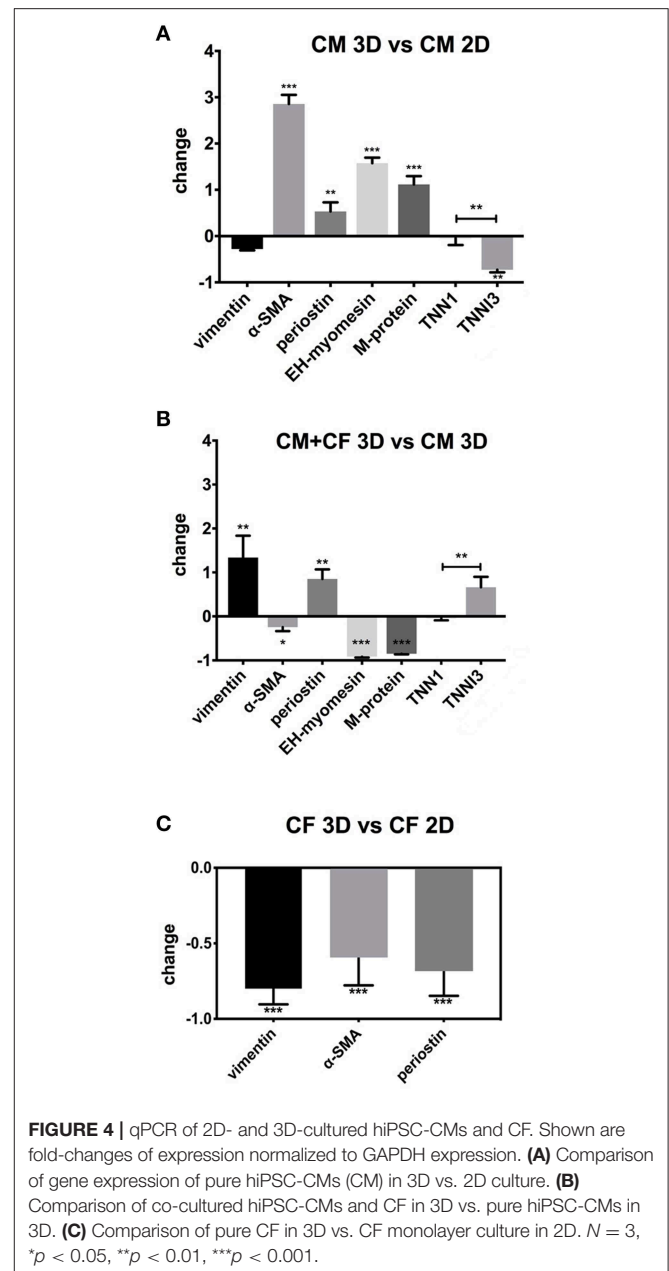 A
CM 3D vs CM 2D
change
4
3
2
1
0
-1
***
**
***
***
**
**
vimentin
α-SMA
periostin
EH-myomesin
M-protein
TNN1
TNNI3
B
CM+CF 3D vs CM 3D
change
4
3
2
1
0
-1
**
*
**
***
***
**
vimentin
α-SMA
periostin
EH-myomesin
M-protein
TNN1
TNNI3
C
CF 3D vs CF 2D
change
0.0
-0.5
-1.0
***
***
***
vimentin
α-SMA
periostin
FIGURE 4 | qPCR of 2D- and 3D-cultured hiPSC-CMs and CF. Shown are
fold-changes of expression normalized to GAPDH expression. (A) Comparison
of gene expression of pure hiPSC-CMs (CM) in 3D vs. 2D culture. (B)
Comparison of co-cultured hiPSC-CMs and CF in 3D vs. pure hiPSC-CMs in
3D. (C) Comparison of pure CF in 3D vs. CF monolayer culture in 2D. N = 3,
*p < 0.05, **p < 0.01, ***p < 0.001.